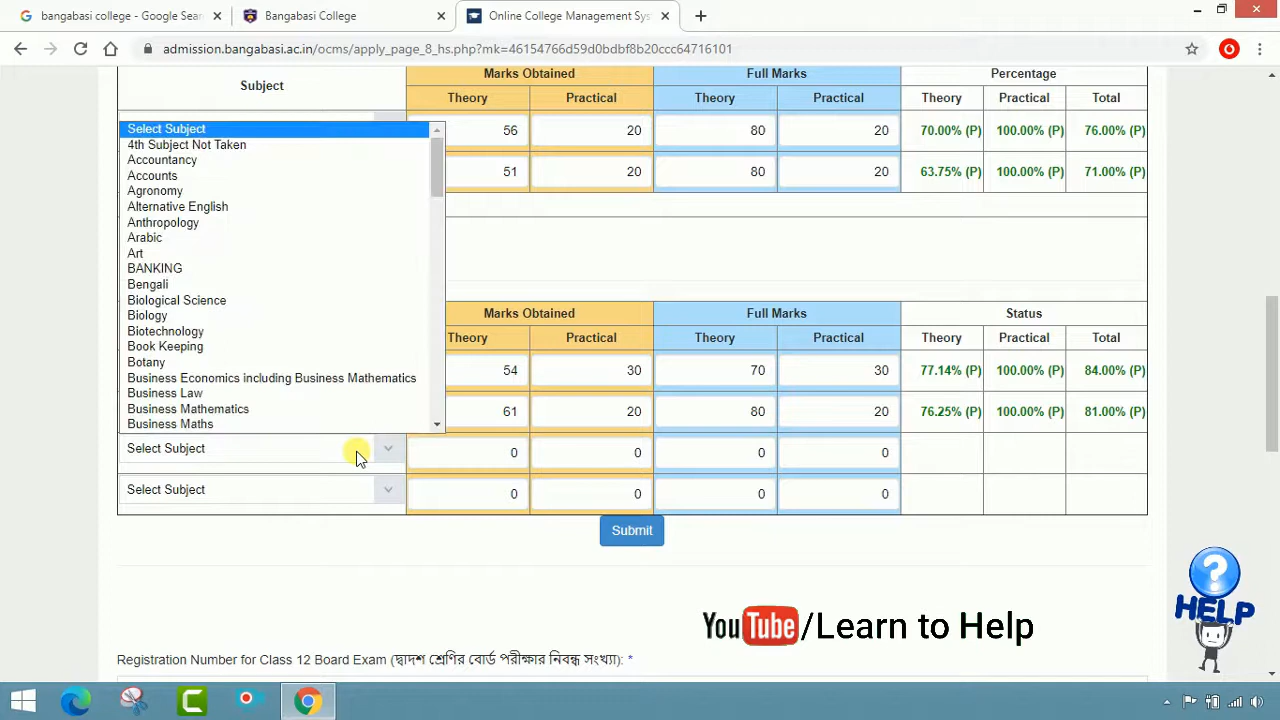 bangabasi college - Google Sear
Bangabasi College
Online College Management Sys
admission.bangabasi.ac.in/ocms/apply_page_8_hs.php?mk=46154766d59d0bdbf8b20ccc64716101
Subject
Marks Obtained
Full Marks
Percentage
Theory Practical Theory Practical Theory Practical Total
56 20 80 20 70.00% (P) 100.00% (P) 76.00% (P)
51 20 80 20 63.75% (P) 100.00% (P) 71.00% (P)
Select Subject
4th Subject Not Taken
Accountancy
Accounts
Agronomy
Alternative English
Anthropology
Arabic
Art
BANKING
Bengali
Biological Science
Biology
Biotechnology
Book Keeping
Botany
Business Economics including Business Mathematics
Business Law
Business Mathematics
Business Maths
Marks Obtained Full Marks Status
Theory Practical Theory Practical Theory Practical Total
54 30 70 30 77.14% (P) 100.00% (P) 84.00% (P)
61 20 80 20 76.25% (P) 100.00% (P) 81.00% (P)
Select Subject 0 0 0 0
Select Subject 0 0 0 0
Submit
YouTube/Learn to Help
?
HELP
Registration Number for Class 12 Board Exam (দ্বাদশ শ্রেণির বোর্ড পরীক্ষার নিবন্ধ সংখ্যা): *